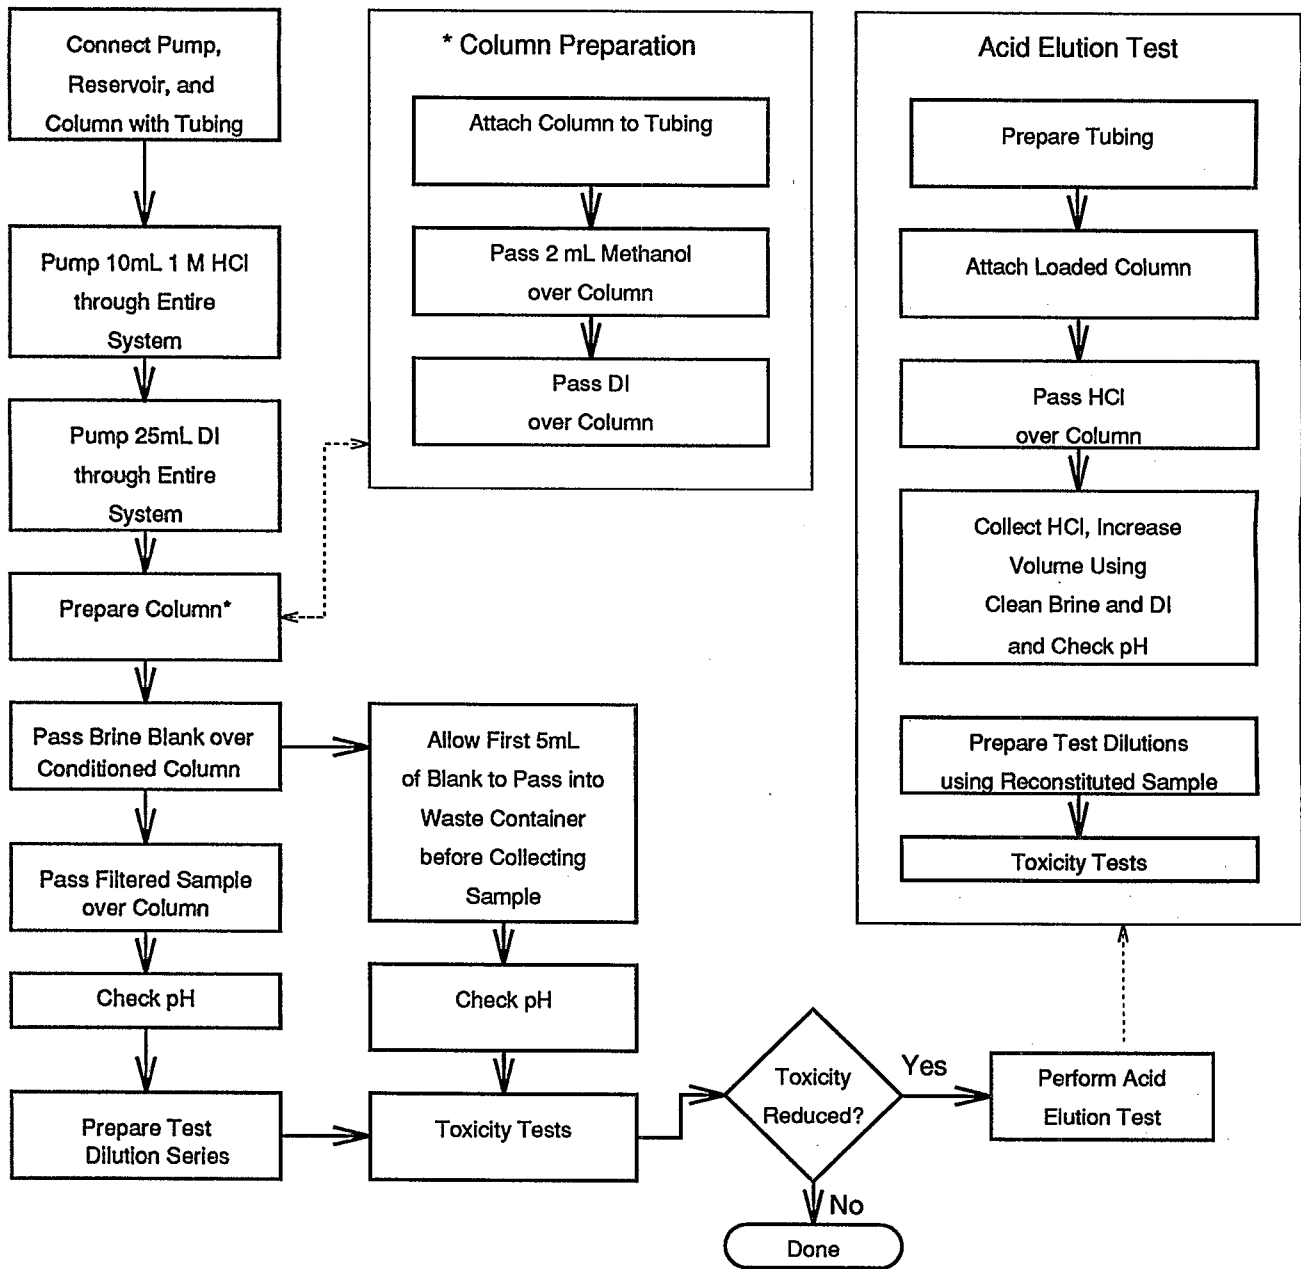 Connect Pump,
Reservoir, and
Column with Tubing
Pump 10mL 1 M HCl
through Entire
System
Pump 25mL DI
through Entire
System
Prepare Column*
Pass Brine Blank over
Conditioned Column
Pass Filtered Sample
over Column
Check pH
Prepare Test
Dilution Series
* Column Preparation
Attach Column to Tubing
Pass 2 mL Methanol
over Column
Pass DI
over Column
Allow First 5mL
of Blank to Pass into
Waste Container
before Collecting
Sample
Check pH
Toxicity Tests
Toxicity
Reduced?
Yes
No
Done
Perform Acid
Elution Test
Acid Elution Test
Prepare Tubing
Attach Loaded Column
Pass HCl
over Column
Collect HCl, Increase
Volume Using
Clean Brine and DI
and Check pH
Prepare Test Dilutions
using Reconstituted Sample
Toxicity Tests